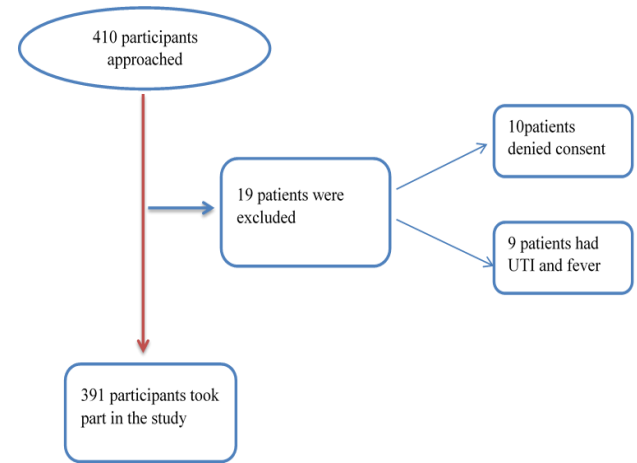 410 participants
approached
19 patients were
excluded
10patients
denied consent
9 patients had
UTI and fever
391 participants took
part in the study